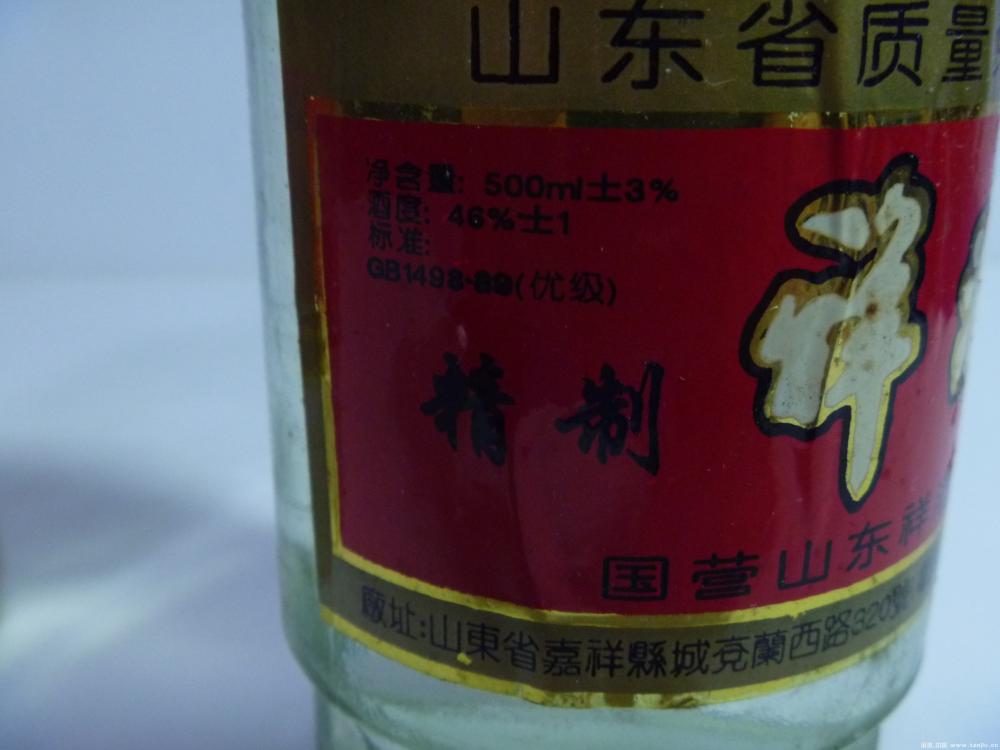 山东省质量
净含量: 500ml±3%
酒度: 46%±1
标准:
GB1498-89(优级)
精制
祥
国营山东祥
廠址:山東省嘉祥縣城兗蘭西路320號